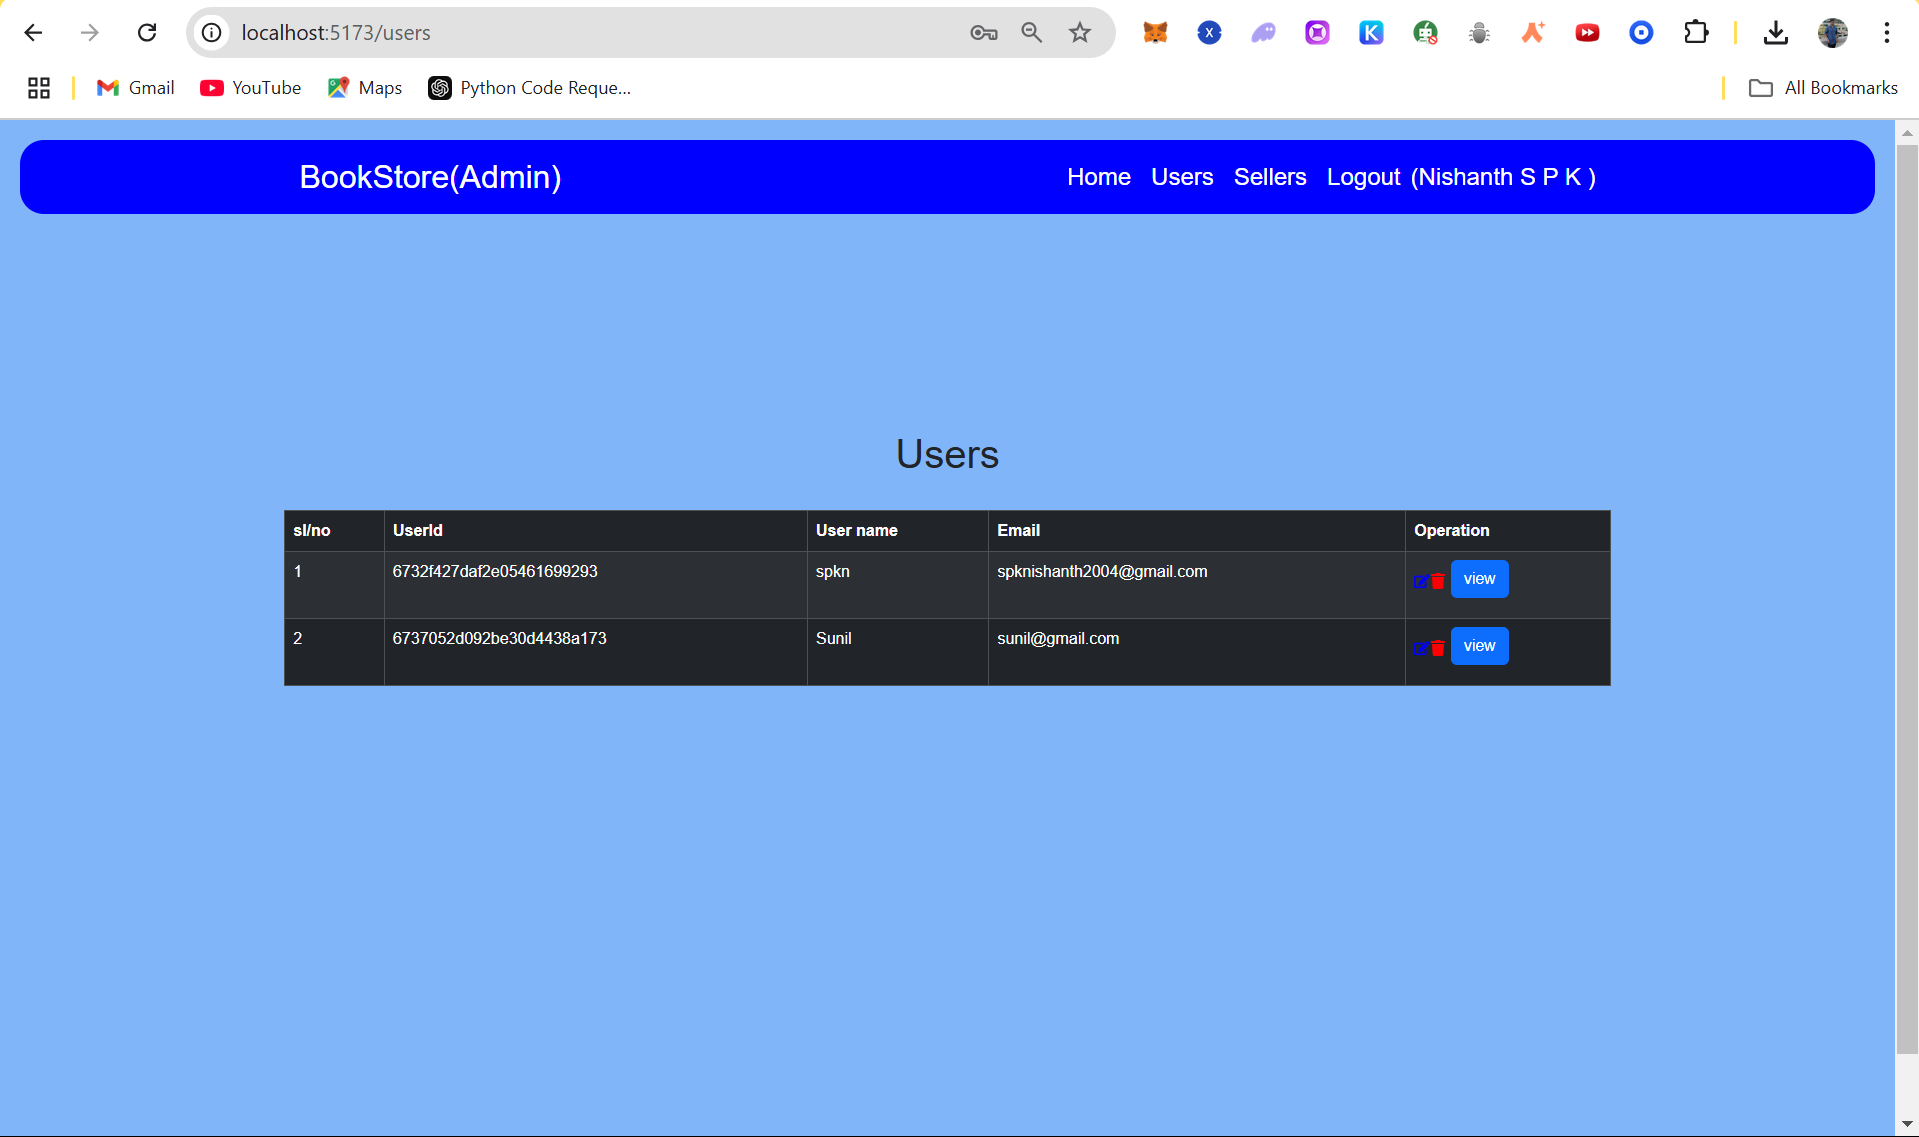 localhost:5173/users
Gmail YouTube Maps Python Code Reque... All Bookmarks
BookStore(Admin) Home Users Sellers Logout (Nishanth S P K )
Users
sl/no UserId User name Email Operation
1 6732f427daf2e05461699293 spkn spknishanth2004@gmail.com view
2 6737052d092be30d4438a173 Sunil sunil@gmail.com view